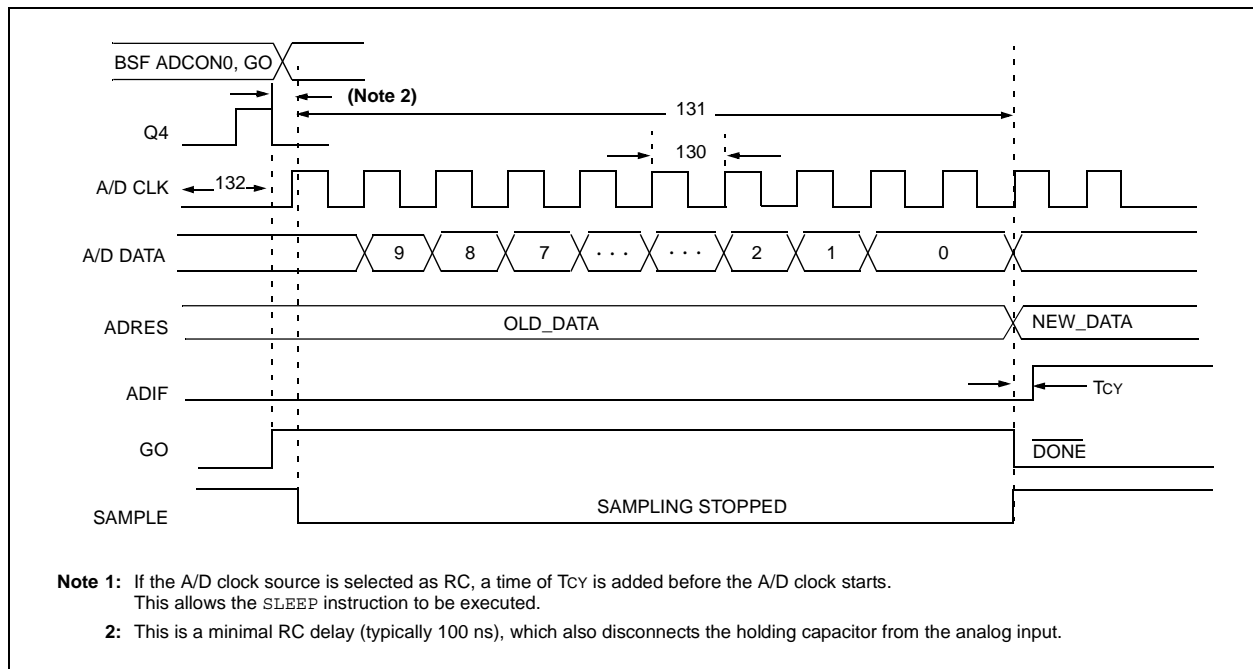 BSF ADCON0, GO
(Note 2)
131
Q4
130
A/D CLK
132
A/D DATA
9 8 7 · · · · · · 2 1 0
ADRES
OLD_DATA
NEW_DATA
ADIF
TCY
GO
DONE
SAMPLE
SAMPLING STOPPED
Note 1: If the A/D clock source is selected as RC, a time of TCY is added before the A/D clock starts.
This allows the SLEEP instruction to be executed.
2: This is a minimal RC delay (typically 100 ns), which also disconnects the holding capacitor from the analog input.